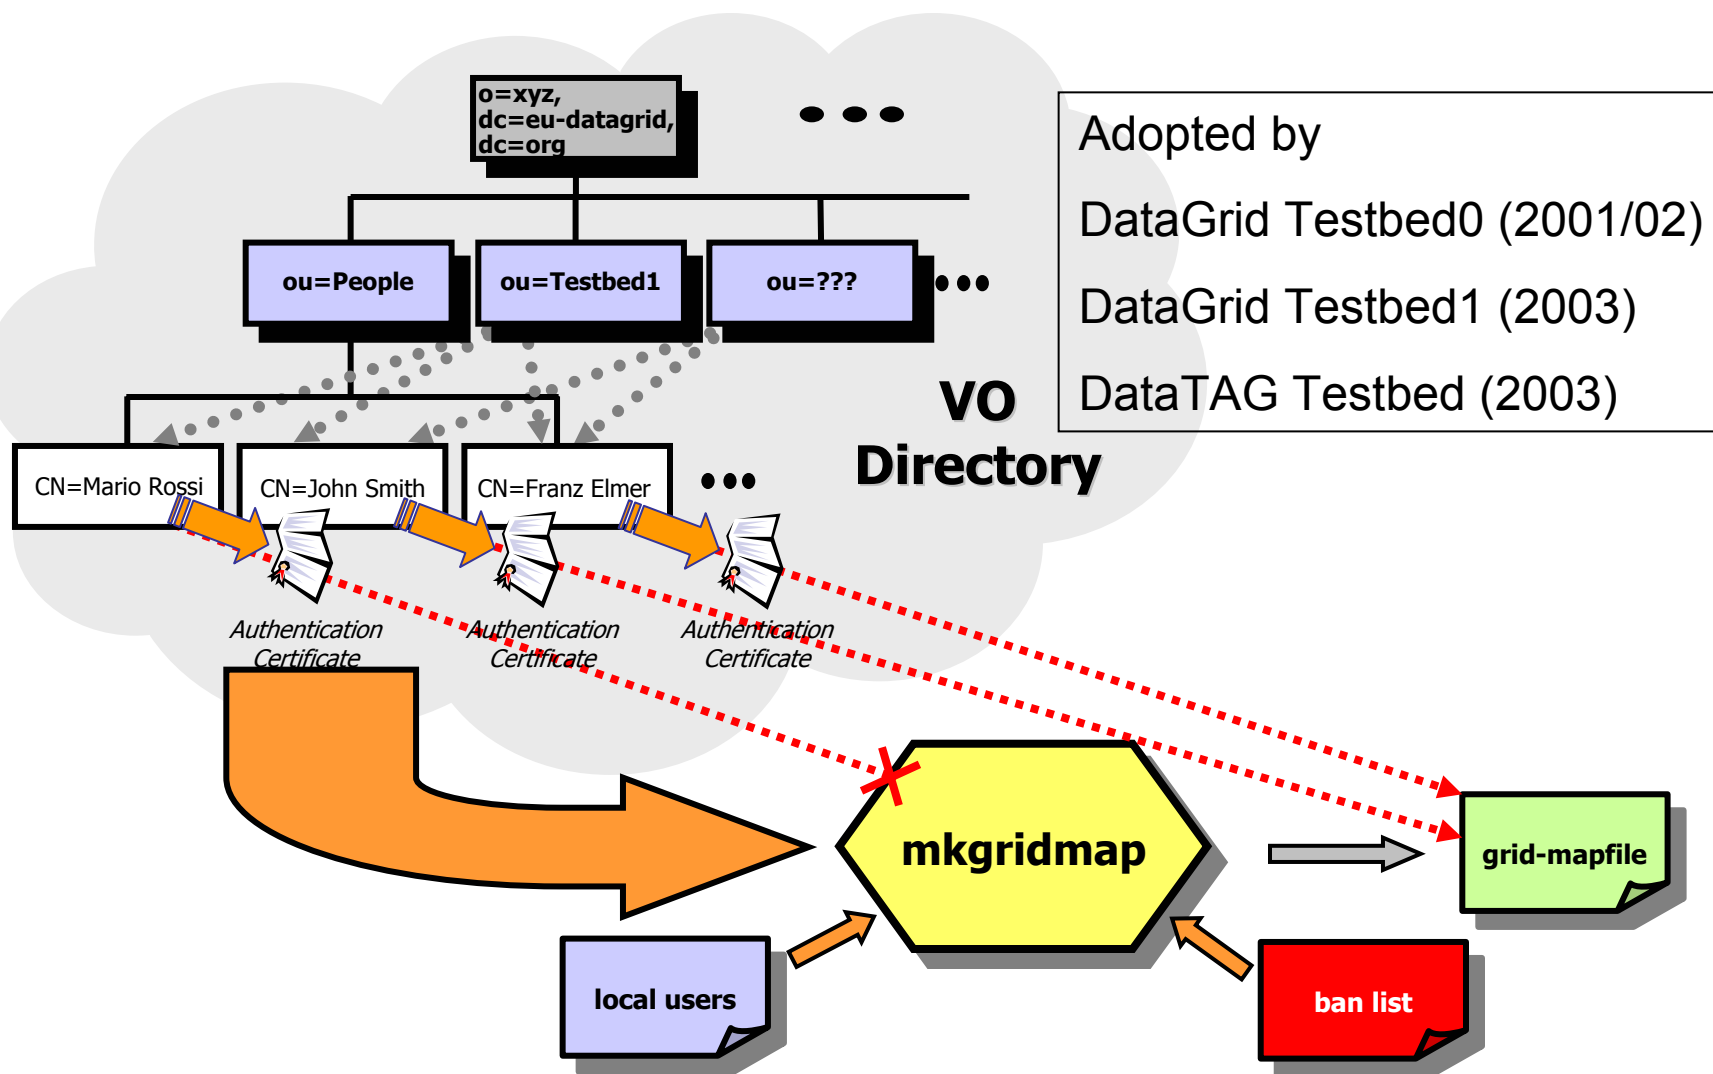 o=xyz,
dc=eu-datagrid,
dc=org
Adopted by
DataGrid Testbed0 (2001/02)
DataGrid Testbed1 (2003)
DataTAG Testbed (2003)
ou=People
ou=Testbed1
ou=???
VO
Directory
CN=Mario Rossi
CN=John Smith
CN=Franz Elmer
Authentication
Certificate
Authentication
Certificate
Authentication
Certificate
mkgridmap
grid-mapfile
local users
ban list